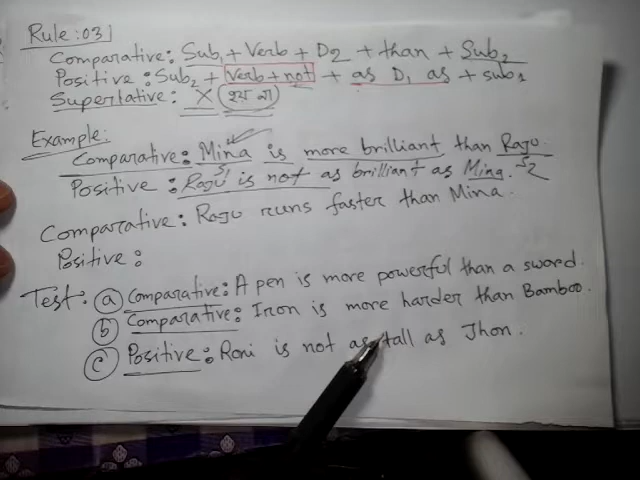 Rule:03
Comparative: Sub1 + Verb + D2 + than + Sub2
Positive : Sub2 + Verb + not + as D1 as + sub1
Superlative: X (হয় না)
Example:
Comparative: Mina is more brilliant than Raju.
S1 S2
Positive : Raju is not as brilliant as Mina.
Comparative: Raju runs faster than Mina.
Positive :
Test: (a) Comparative: A pen is more powerful than a sword.
(b) Comparative: Iron is more harder than Bamboo.
(c) Positive: Roni is not as tall as Jhon.